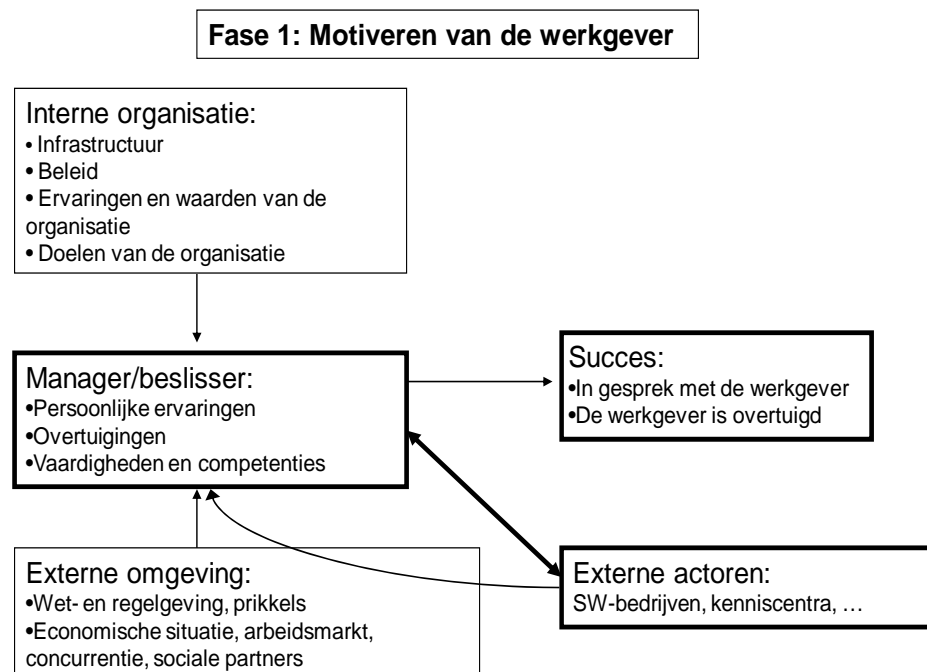 Fase 1: Motiveren van de werkgever
Interne organisatie:
• Infrastructuur
• Beleid
• Ervaringen en waarden van de
organisatie
• Doelen van de organisatie
Manager/beslisser:
•Persoonlijke ervaringen
•Overtuigingen
•Vaardigheden en competenties
Succes:
•In gesprek met de werkgever
•De werkgever is overtuigd
Externe omgeving:
•Wet- en regelgeving, prikkels
•Economische situatie, arbeidsmarkt,
concurrentie, sociale partners
Externe actoren:
SW-bedrijven, kenniscentra, …